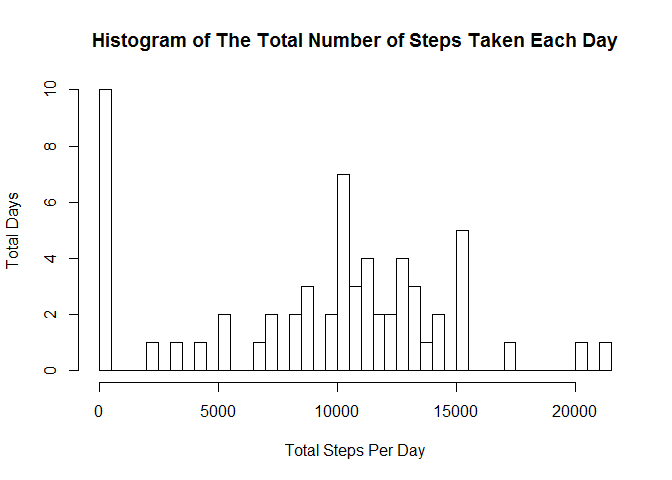 Histogram of The Total Number of Steps Taken Each Day
Total Days
10
8
6
4
2
0
0 5000 10000 15000 20000
Total Steps Per Day